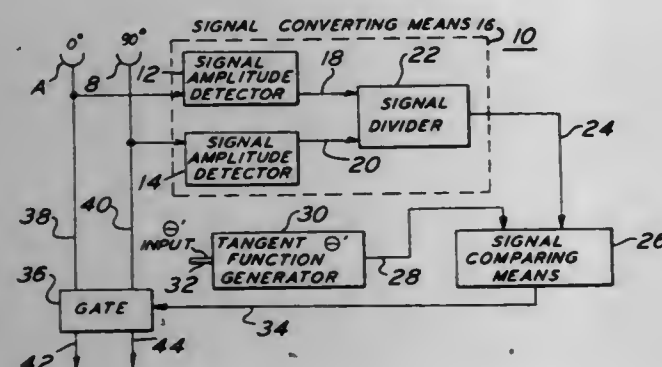 SIGNAL CONVERTING MEANS 16
10
0°
90°
A
8
12
SIGNAL
AMPLITUDE
DETECTOR
18
22
SIGNAL
DIVIDER
14
SIGNAL
AMPLITUDE
DETECTOR
20
24
38
40
30
Θ'
INPUT
32
TANGENT Θ'
FUNCTION
GENERATOR
28
SIGNAL
COMPARING
MEANS
26
36
GATE
34
42
44